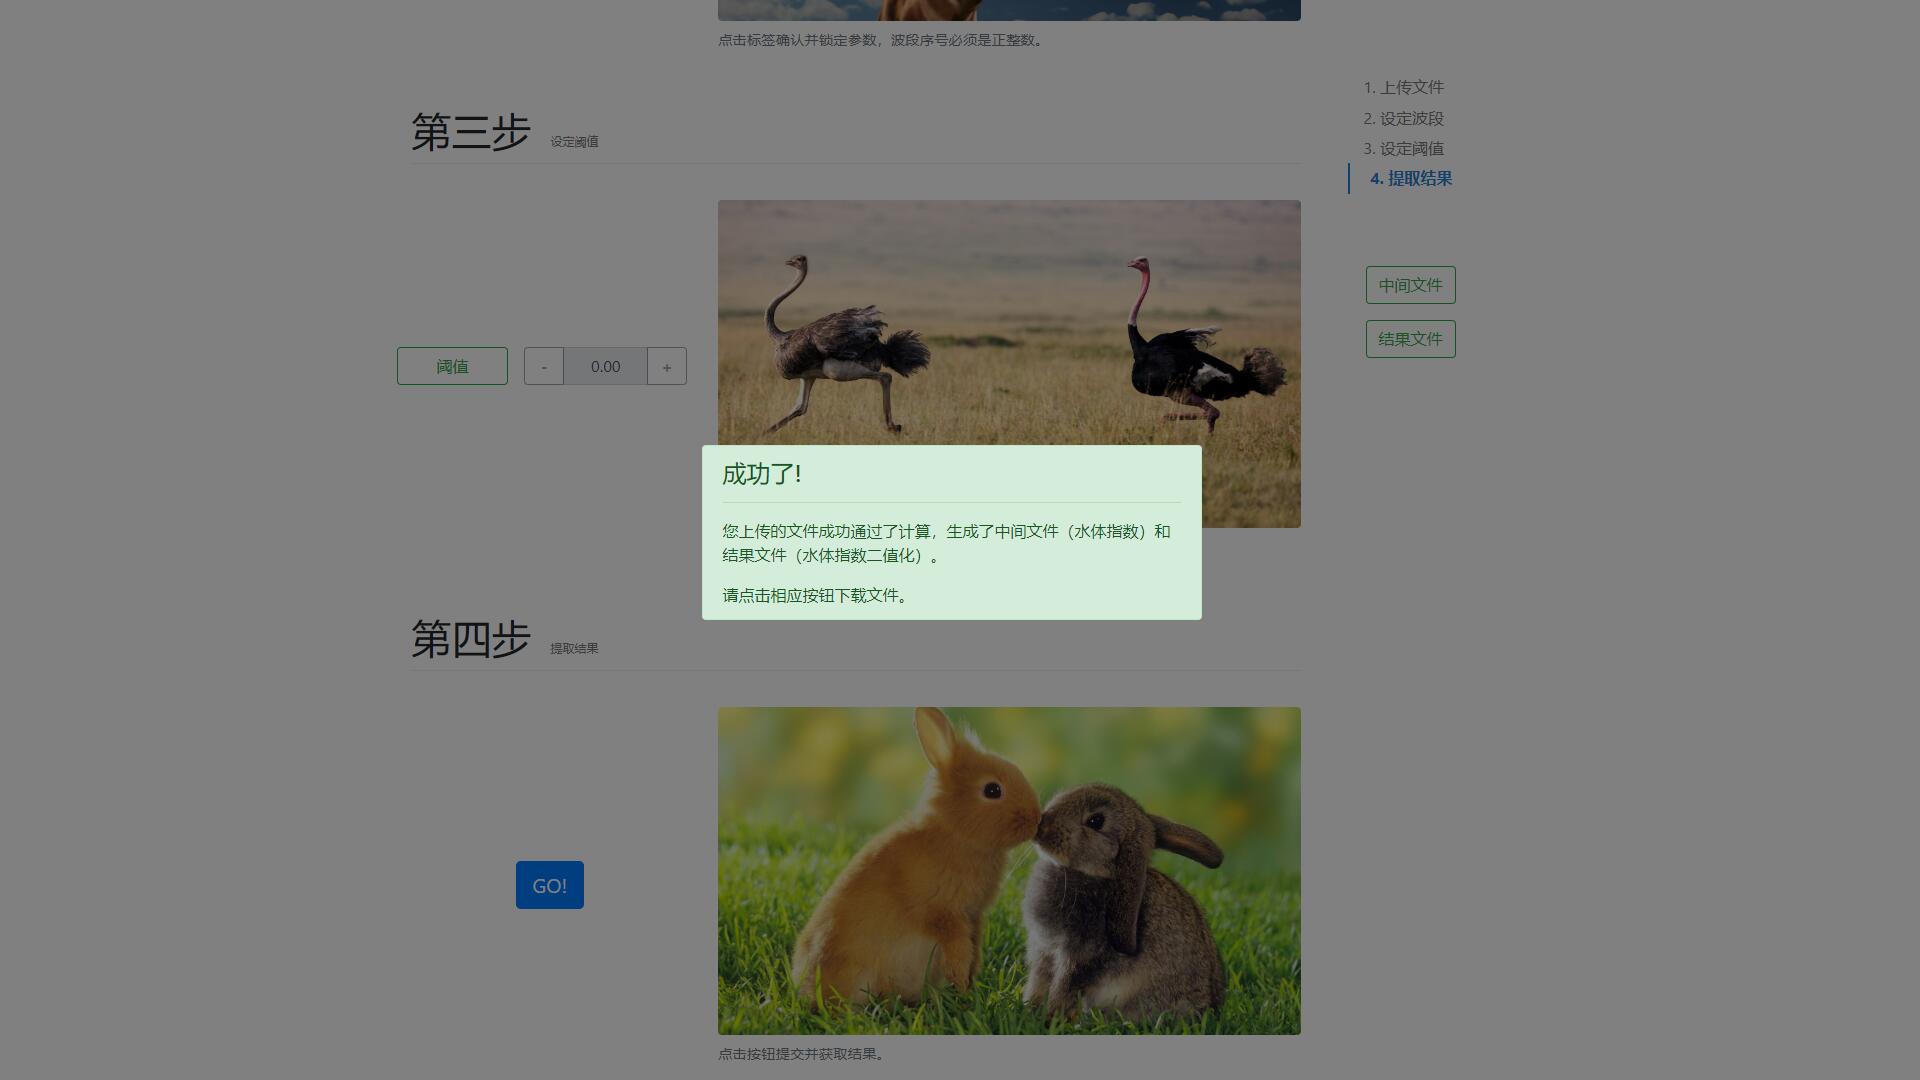 点击标签确认并锁定参数，波段序号必须是正整数。
1. 上传文件
2. 设定波段
3. 设定阈值
4. 提取结果
第三步 设定阈值
中间文件
结果文件
阈值 - 0.00 +
成功了!
您上传的文件成功通过了计算，生成了中间文件（水体指数）和
结果文件（水体指数二值化）。
请点击相应按钮下载文件。
第四步 提取结果
GO!
点击按钮提交并获取结果。